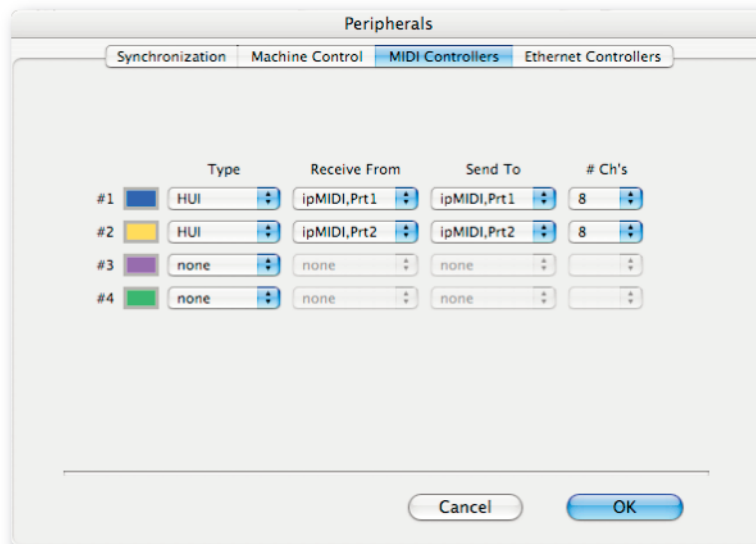 Peripherals
Synchronization Machine Control MIDI Controllers Ethernet Controllers
Type Receive From Send To # Ch's
#1 HUI ipMIDI,Prt1 ipMIDI,Prt1 8
#2 HUI ipMIDI,Prt2 ipMIDI,Prt2 8
#3 none none none
#4 none none none
Cancel OK